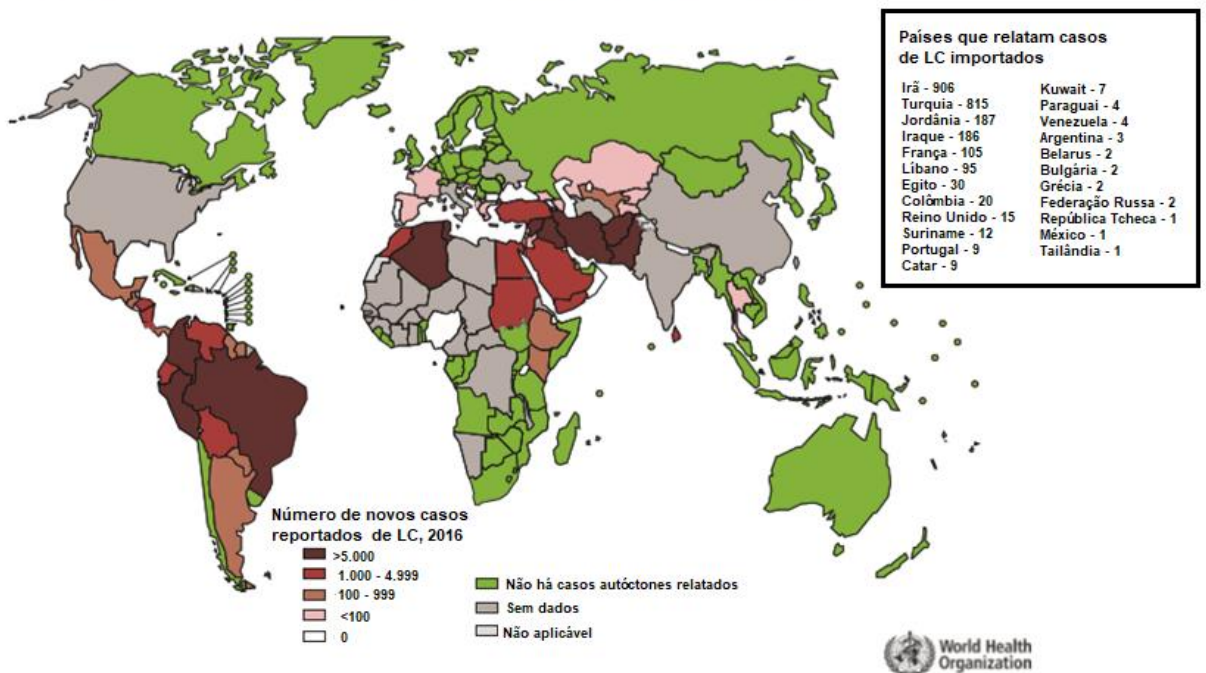 Países que relatam casos
de LC importados
Irã - 906
Turquia - 815
Jordânia - 187
Iraque - 186
França - 105
Líbano - 95
Egito - 30
Colômbia - 20
Reino Unido - 15
Suriname - 12
Portugal - 9
Catar - 9
Kuwait - 7
Paraguai - 4
Venezuela - 4
Argentina - 3
Belarus - 2
Bulgária - 2
Grécia - 2
Federação Russa - 2
República Tcheca - 1
México - 1
Tailândia - 1
Número de novos casos
reportados de LC, 2016
>5.000
1.000 - 4.999
100 - 999
<100
0
Não há casos autóctones relatados
Sem dados
Não aplicável
World Health
Organization